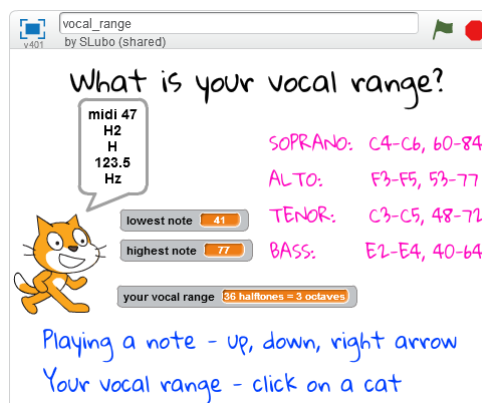 vocal_range
v401
by SLubo (shared)
What is your vocal range?
midi 47
H2
H
123.5
Hz
SOPRANO: C4-C6, 60-84
ALTO: F3-F5, 53-77
TENOR: C3-C5, 48-72
BASS: E2-E4, 40-64
lowest note 41
highest note 77
your vocal range 36 halftones = 3 octaves
Playing a note - up, down, right arrow
Your vocal range - click on a cat